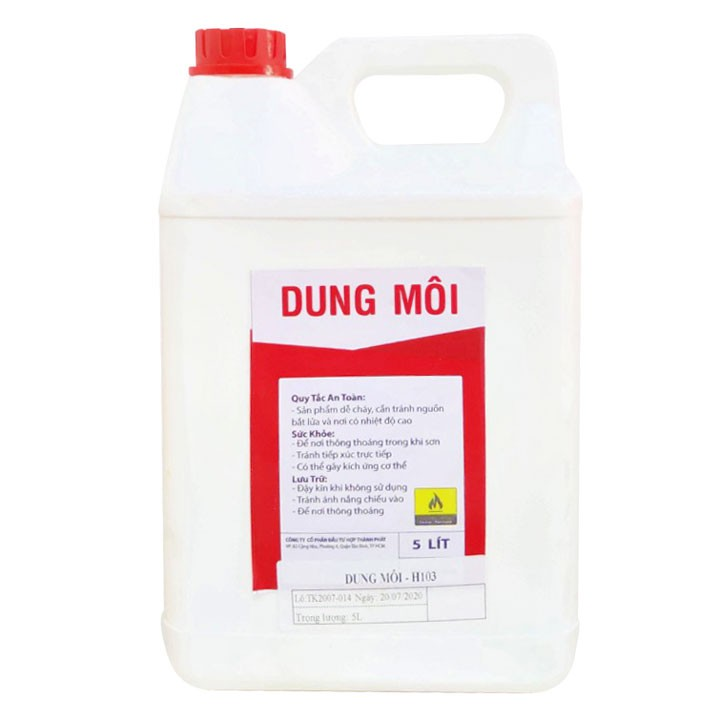 DUNG MÔI
Quy Tắc An Toàn:
- Sản phẩm dễ cháy, cần tránh nguồn
bắt lửa và nơi có nhiệt độ cao
Sức Khỏe:
- Để nơi thông thoáng trong khi sơn
- Tránh tiếp xúc trực tiếp
- Có thể gây kích ứng cơ thể
Lưu Trữ:
- Đậy kín khi không sử dụng
- Tránh ánh nắng chiếu vào
- Để nơi thông thoáng
CÔNG TY CỔ PHẦN ĐẦU TƯ HỢP THÀNH PHÁT
5 LÍT
DUNG MÔI - H103
Lô:TK2007-014 Ngày: 20/07/2020
Trọng lượng: 5L